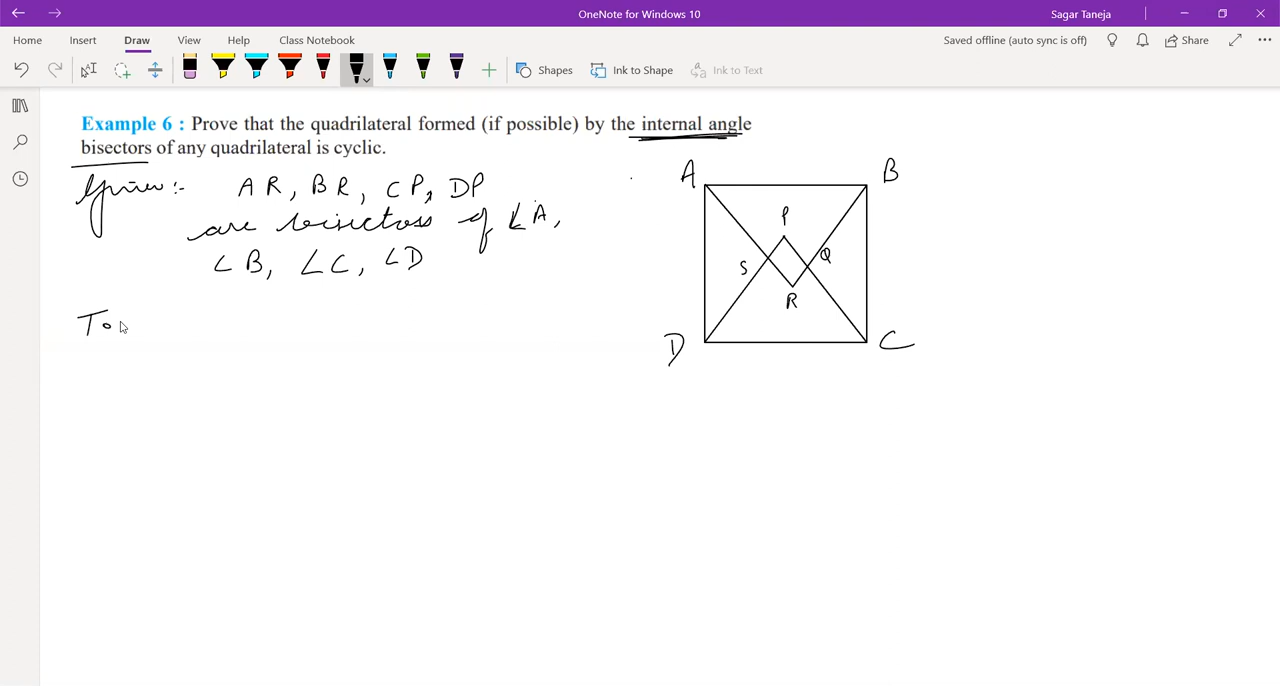 OneNote for Windows 10
Sagar Taneja
Home Insert Draw View Help Class Notebook
Saved offline (auto sync is off) Share
Shapes Ink to Shape Ink to Text
Example 6 : Prove that the quadrilateral formed (if possible) by the internal angle
bisectors of any quadrilateral is cyclic.
Given :- AR, BR, CP, DP
are bisectors of ∠A,
∠B, ∠C, ∠D
To
A B
P
S Q
R
D C